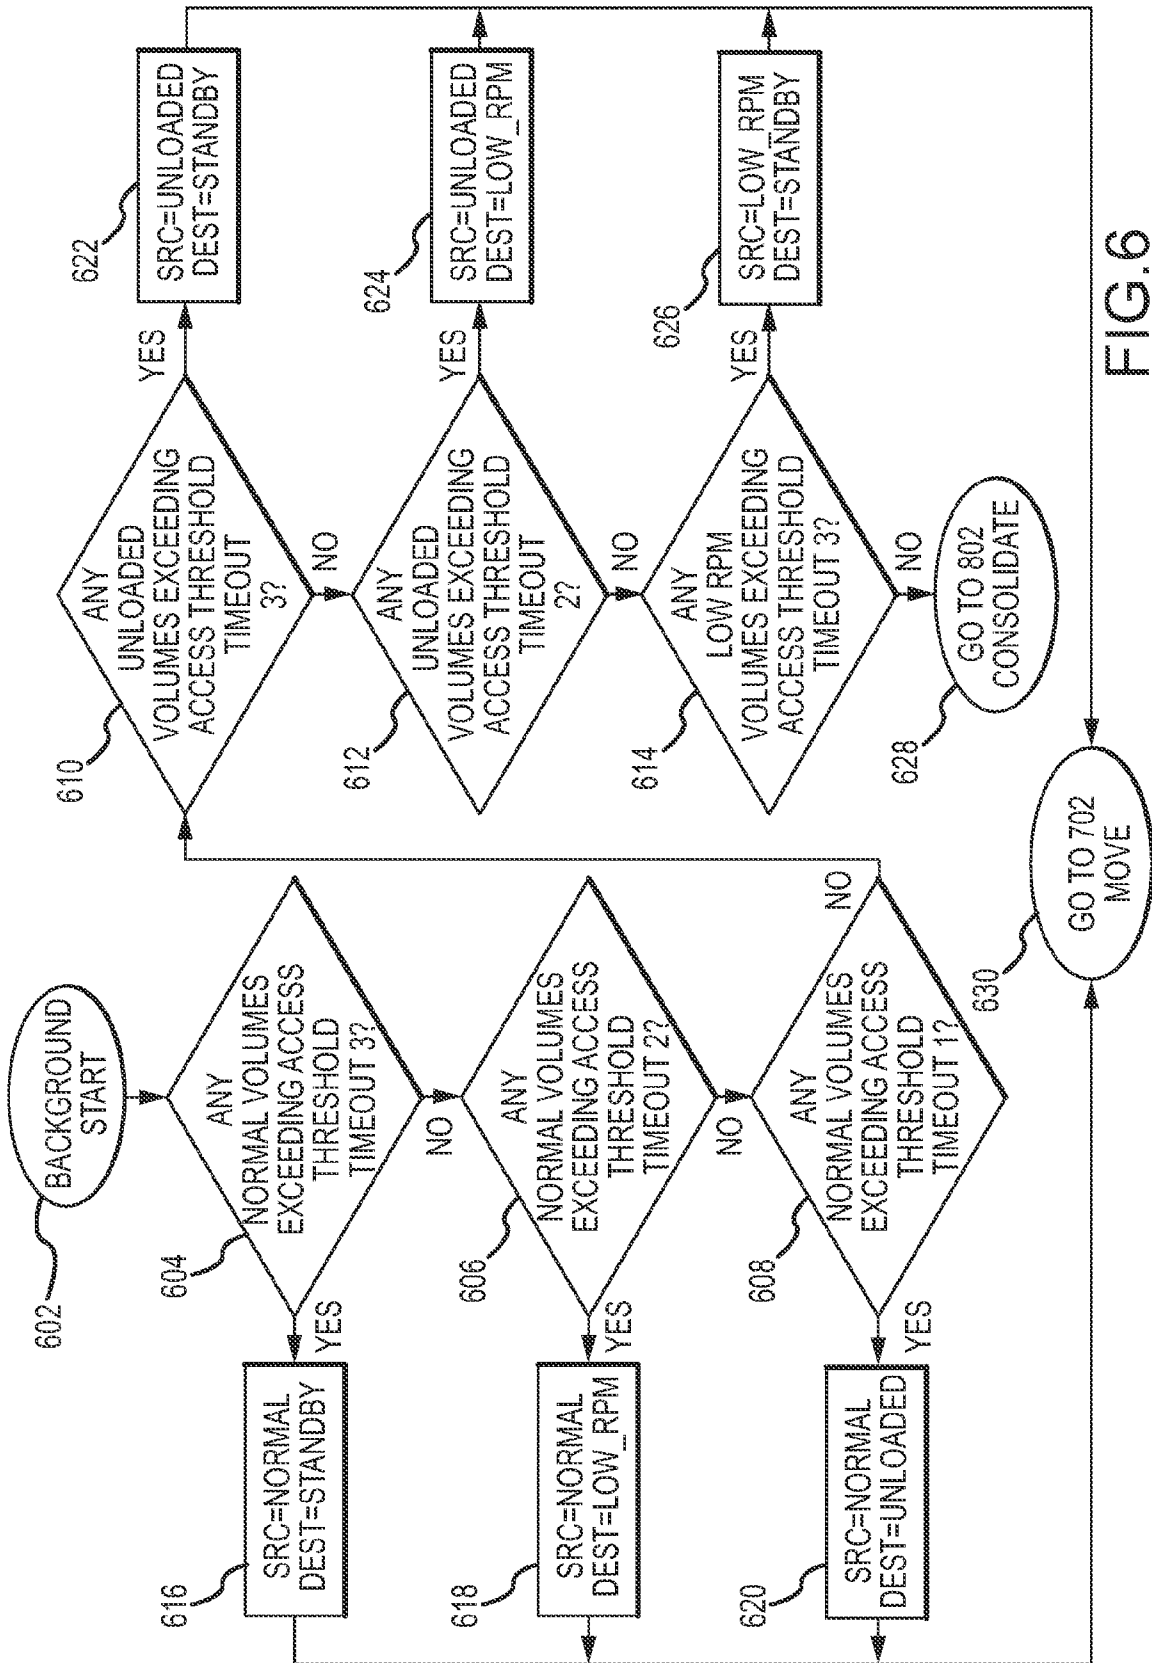 602
BACKGROUND
START
604
ANY
NORMAL VOLUMES
EXCEEDING ACCESS
THRESHOLD
TIMEOUT 3?
YES
NO
616
SRC=NORMAL
DEST=STANDBY
606
ANY
NORMAL VOLUMES
EXCEEDING ACCESS
THRESHOLD
TIMEOUT 2?
YES
NO
618
SRC=NORMAL
DEST=LOW_RPM
608
ANY
NORMAL VOLUMES
EXCEEDING ACCESS
THRESHOLD
TIMEOUT 1?
YES
NO
620
SRC=NORMAL
DEST=UNLOADED
610
ANY
UNLOADED
VOLUMES EXCEEDING
ACCESS THRESHOLD
TIMEOUT
3?
YES
NO
622
SRC=UNLOADED
DEST=STANDBY
612
ANY
UNLOADED
VOLUMES EXCEEDING
ACCESS THRESHOLD
TIMEOUT
2?
YES
NO
624
SRC=UNLOADED
DEST=LOW_RPM
614
ANY
LOW RPM
VOLUMES EXCEEDING
ACCESS THRESHOLD
TIMEOUT 3?
YES
NO
626
SRC=LOW_RPM
DEST=STANDBY
628
GO TO 802
CONSOLIDATE
630
GO TO 702
MOVE
FIG.6